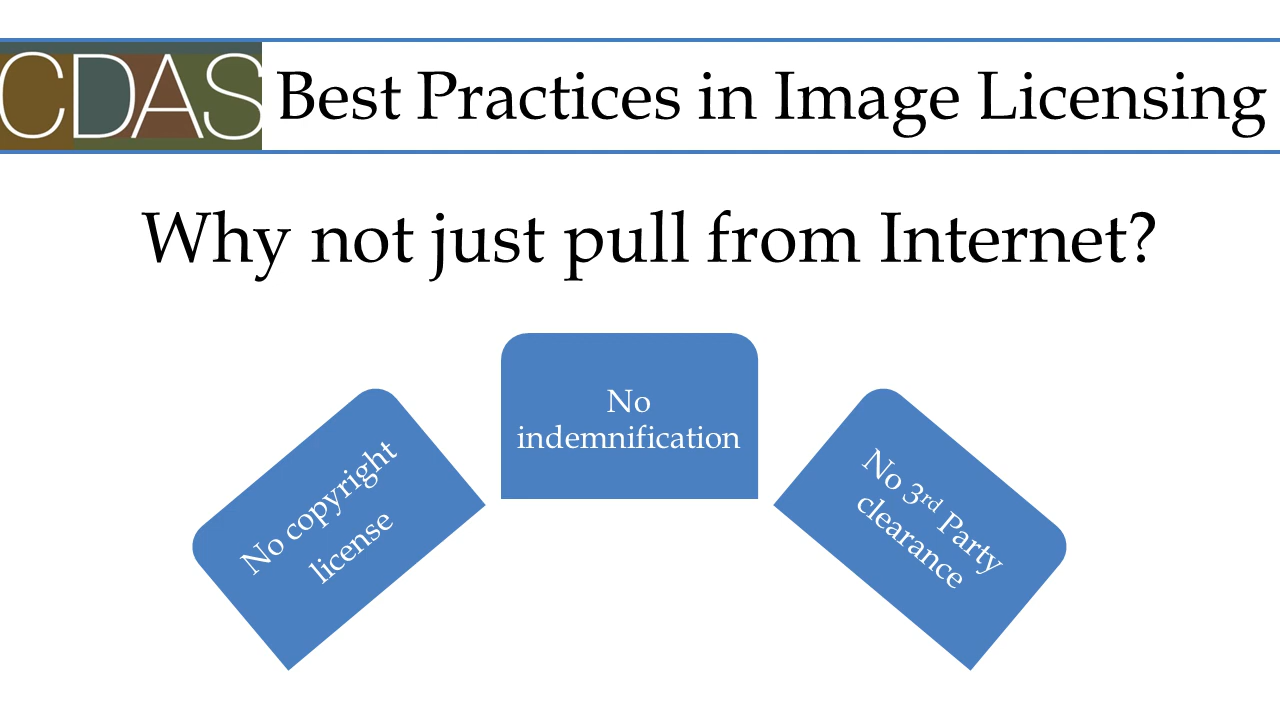 CDAS
Best Practices in Image Licensing
Why not just pull from Internet?
No copyright
license
No
indemnification
No 3rd Party
clearance